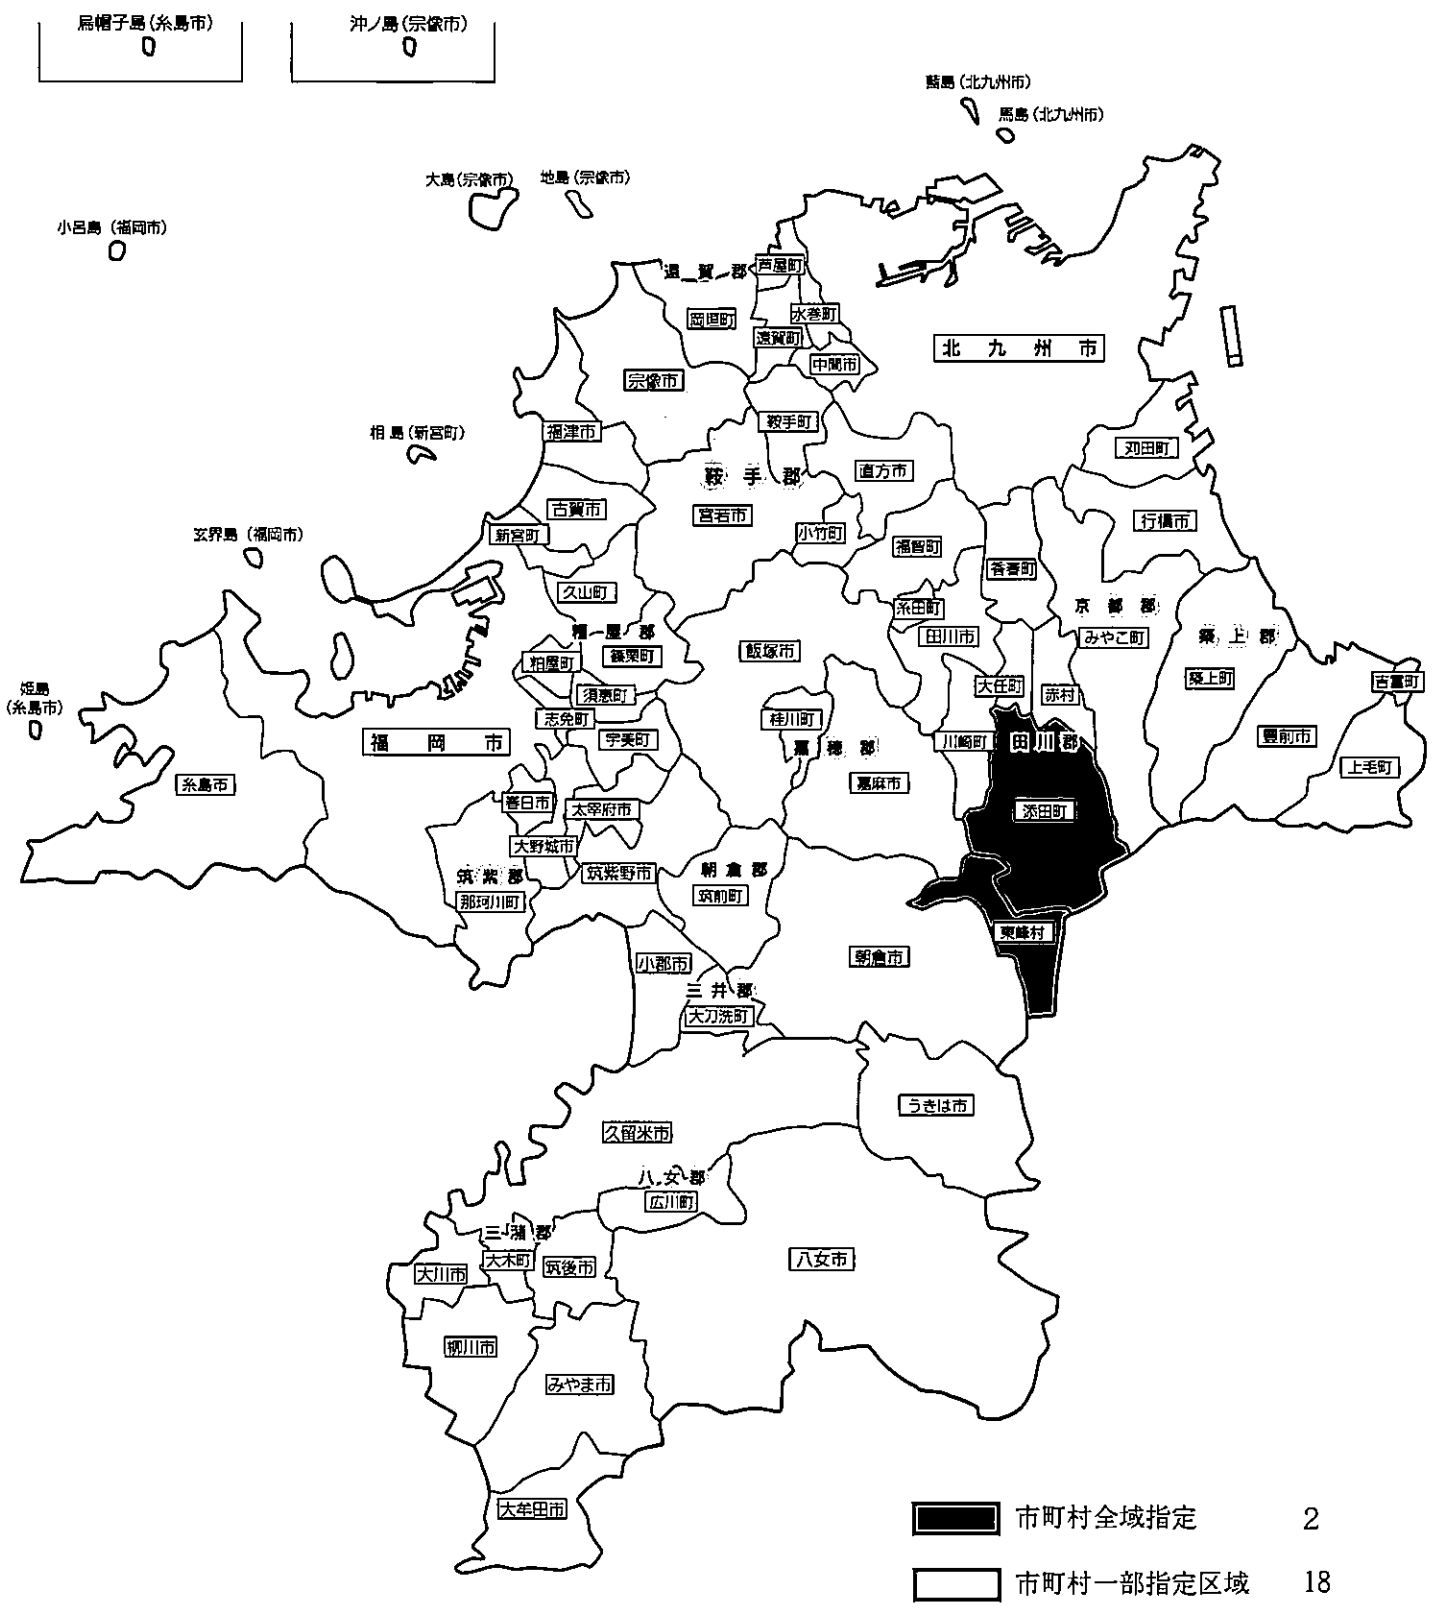 烏帽子島(糸島市)
沖ノ島(宗像市)
藍島(北九州市)
馬島(北九州市)
大島(宗像市)
地島(宗像市)
小呂島(福岡市)
遠賀郡
芦屋町
岡垣町
水巻町
遠賀町
中間市
北九州市
宗像市
鞍手町
福津市
相島(新宮町)
苅田町
直方市
鞍手郡
古賀市
宮若市
行橋市
新宮町
小竹町
玄界島(福岡市)
福智町
香春町
久山町
糸田町
京都郡
糟屋郡
田川市
みやこ町
築上郡
飯塚市
篠栗町
粕屋町
築上町
吉富町
大任町
赤村
須恵町
姫島
(糸島市)
志免町
桂川町
宇美町
福岡市
川崎町
田川郡
豊前市
嘉穂郡
上毛町
糸島市
嘉麻市
春日市
太宰府市
添田町
大野城市
筑紫野市
朝倉郡
筑紫郡
筑前町
那珂川町
東峰村
朝倉市
小郡市
三井郡
大刀洗町
うきは市
久留米市
八女郡
広川町
三潴郡
大木町
八女市
筑後市
大川市
柳川市
みやま市
大牟田市
市町村全域指定 2
市町村一部指定区域 18